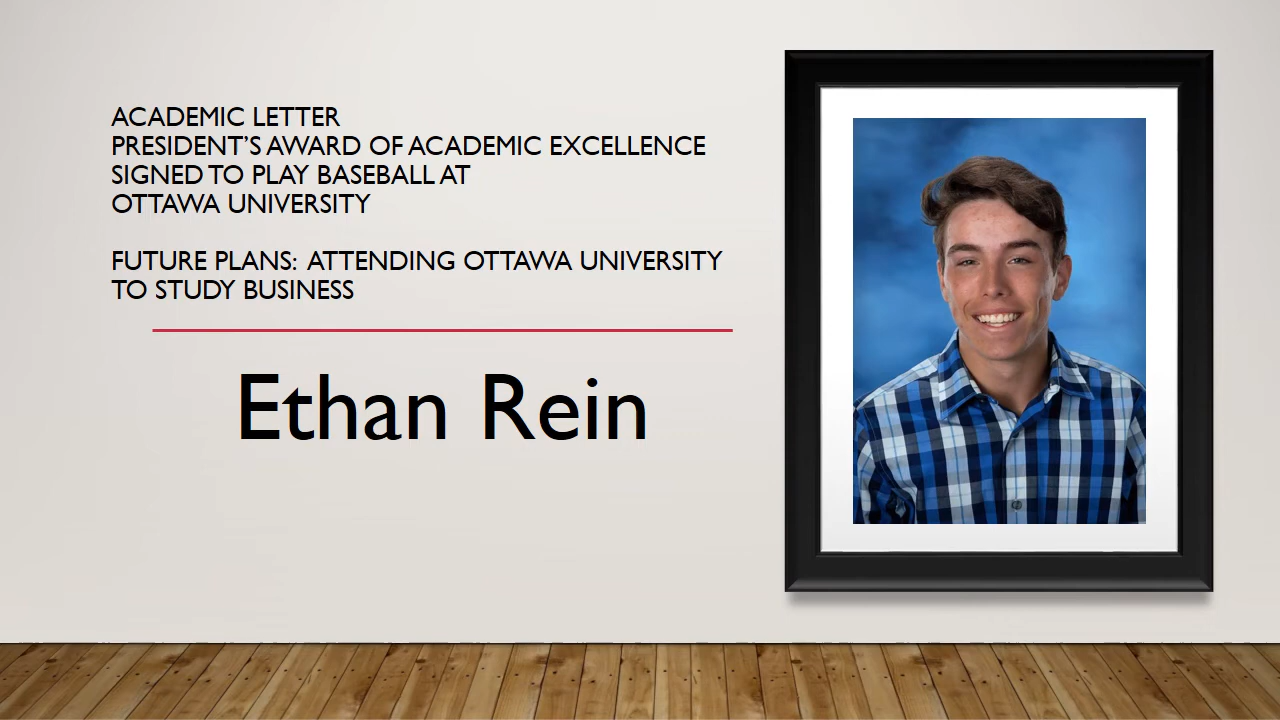 ACADEMIC LETTER
PRESIDENT’S AWARD OF ACADEMIC EXCELLENCE
SIGNED TO PLAY BASEBALL AT
OTTAWA UNIVERSITY
FUTURE PLANS: ATTENDING OTTAWA UNIVERSITY
TO STUDY BUSINESS
Ethan Rein